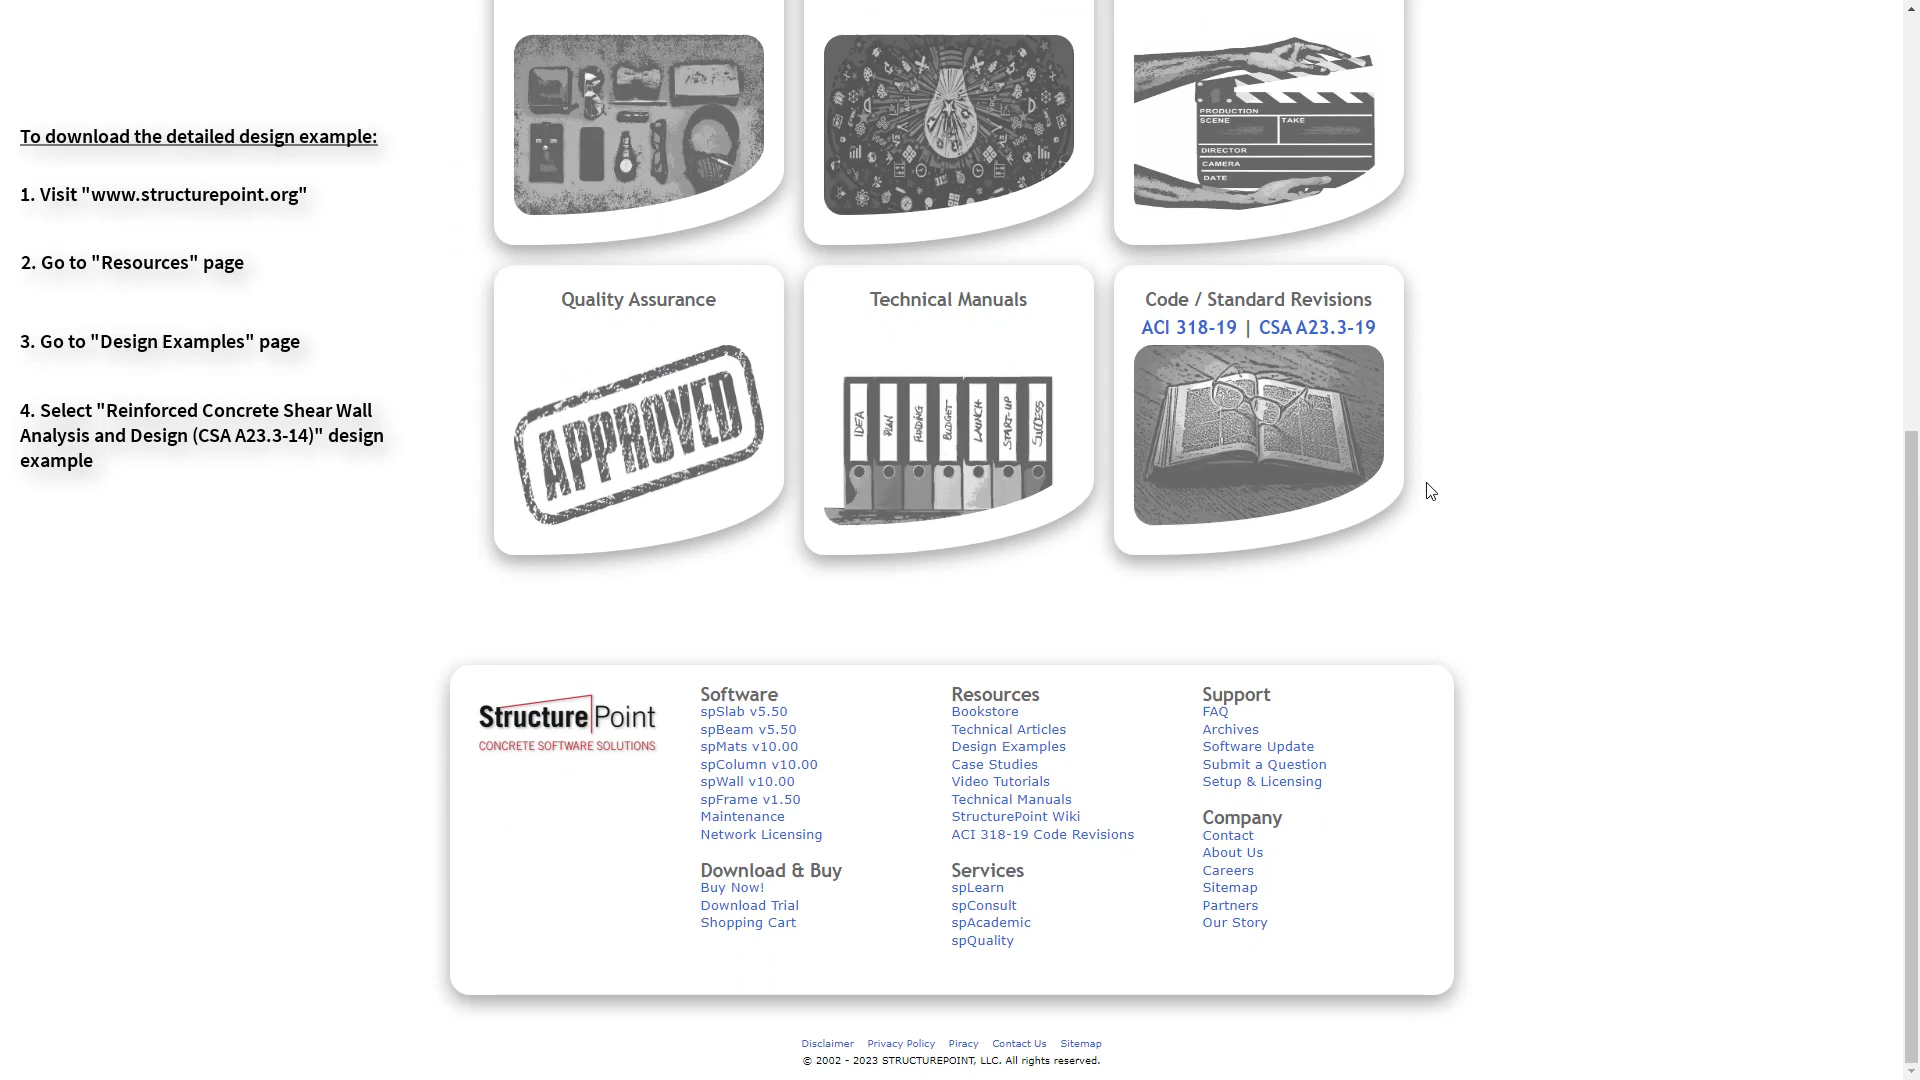 To download the detailed design example:
1. Visit "www.structurepoint.org"
2. Go to "Resources" page
3. Go to "Design Examples" page
4. Select "Reinforced Concrete Shear Wall
Analysis and Design (CSA A23.3-14)" design
example
PRODUCTION
SCENE TAKE
DIRECTOR
CAMERA
DATE
Quality Assurance
APPROVED
Technical Manuals
IDEA
PLAN
FUNDING
BUDGET
LAUNCH
START-UP
SUCCESS
Code / Standard Revisions
ACI 318-19 | CSA A23.3-19
StructurePoint
CONCRETE SOFTWARE SOLUTIONS
Software
spSlab v5.50
spBeam v5.50
spMats v10.00
spColumn v10.00
spWall v10.00
spFrame v1.50
Maintenance
Network Licensing
Download & Buy
Buy Now!
Download Trial
Shopping Cart
Resources
Bookstore
Technical Articles
Design Examples
Case Studies
Video Tutorials
Technical Manuals
StructurePoint Wiki
ACI 318-19 Code Revisions
Services
spLearn
spConsult
spAcademic
spQuality
Support
FAQ
Archives
Software Update
Submit a Question
Setup & Licensing
Company
Contact
About Us
Careers
Sitemap
Partners
Our Story
Disclaimer Privacy Policy Piracy Contact Us Sitemap
© 2002 - 2023 STRUCTUREPOINT, LLC. All rights reserved.